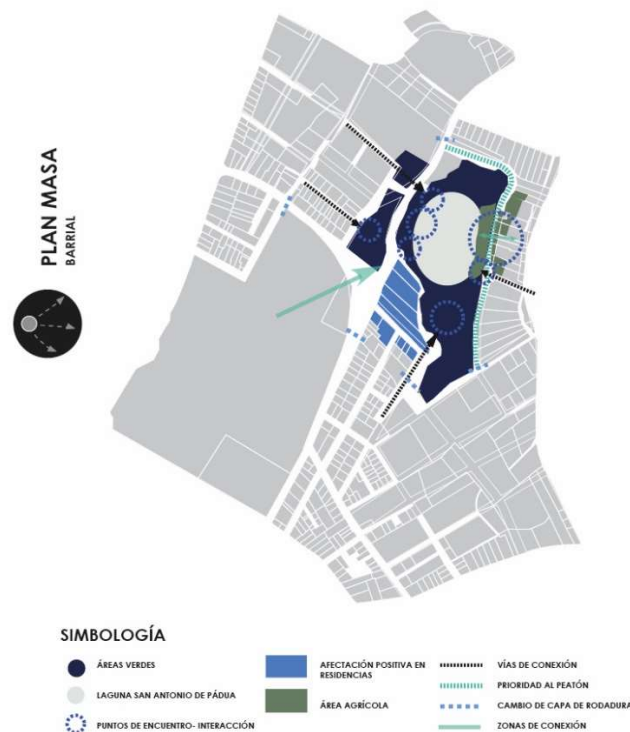 PLAN MASA
BARRIAL
SIMBOLOGÍA
ÁREAS VERDES
LAGUNA SAN ANTONIO DE PÁDUA
PUNTOS DE ENCUENTRO- INTERACCIÓN
AFECTACIÓN POSITIVA EN
RESIDENCIAS
ÁREA AGRÍCOLA
VÍAS DE CONEXIÓN
PRIORIDAD AL PEATÓN
CAMBIO DE CAPA DE RODADURA
ZONAS DE CONEXIÓN